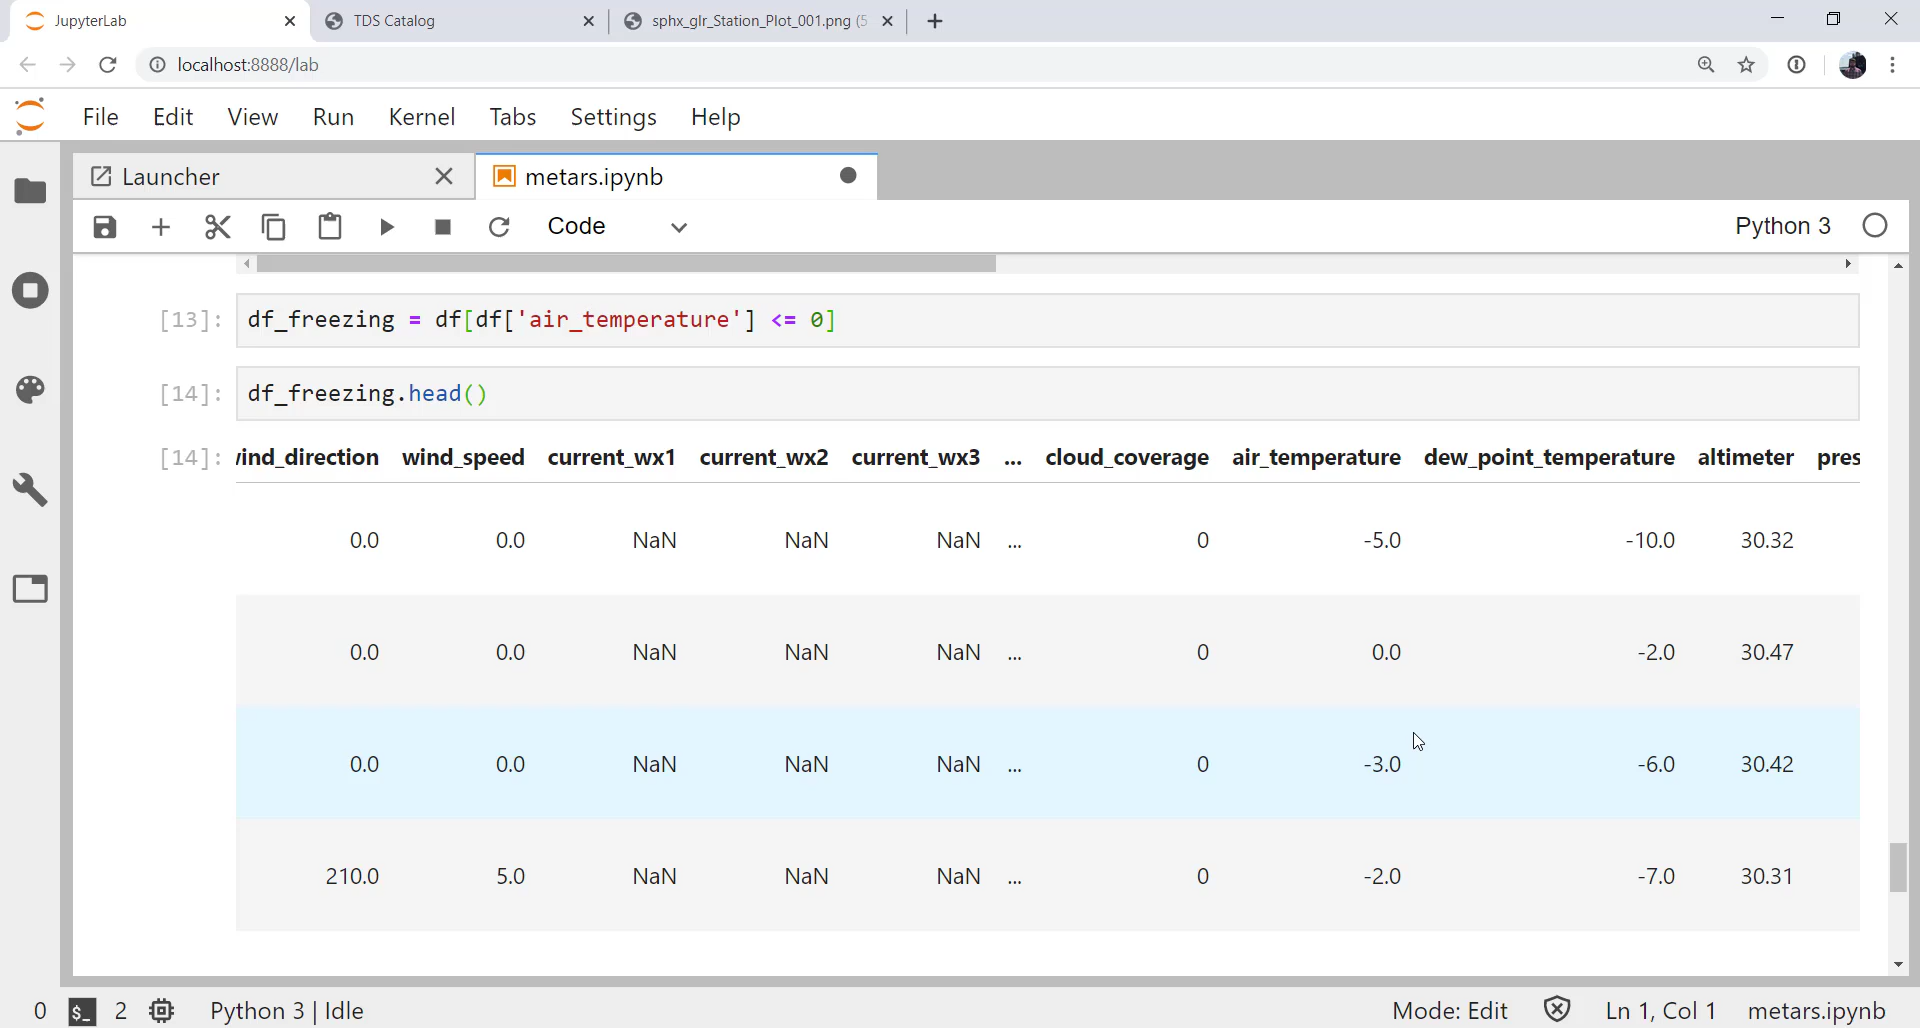 JupyterLab TDS Catalog sphx_glr_Station_Plot_001.png (5
localhost:8888/lab
File Edit View Run Kernel Tabs Settings Help
Launcher metars.ipynb
Code Python 3
[13]: df_freezing = df[df['air_temperature'] <= 0]
[14]: df_freezing.head()
[14]: wind_direction wind_speed current_wx1 current_wx2 current_wx3 ... cloud_coverage air_temperature dew_point_temperature altimeter pres
0.0 0.0 NaN NaN NaN ... 0 -5.0 -10.0 30.32
0.0 0.0 NaN NaN NaN ... 0 0.0 -2.0 30.47
0.0 0.0 NaN NaN NaN ... 0 -3.0 -6.0 30.42
210.0 5.0 NaN NaN NaN ... 0 -2.0 -7.0 30.31
0 $_ 2 Python 3 | Idle Mode: Edit Ln 1, Col 1 metars.ipynb